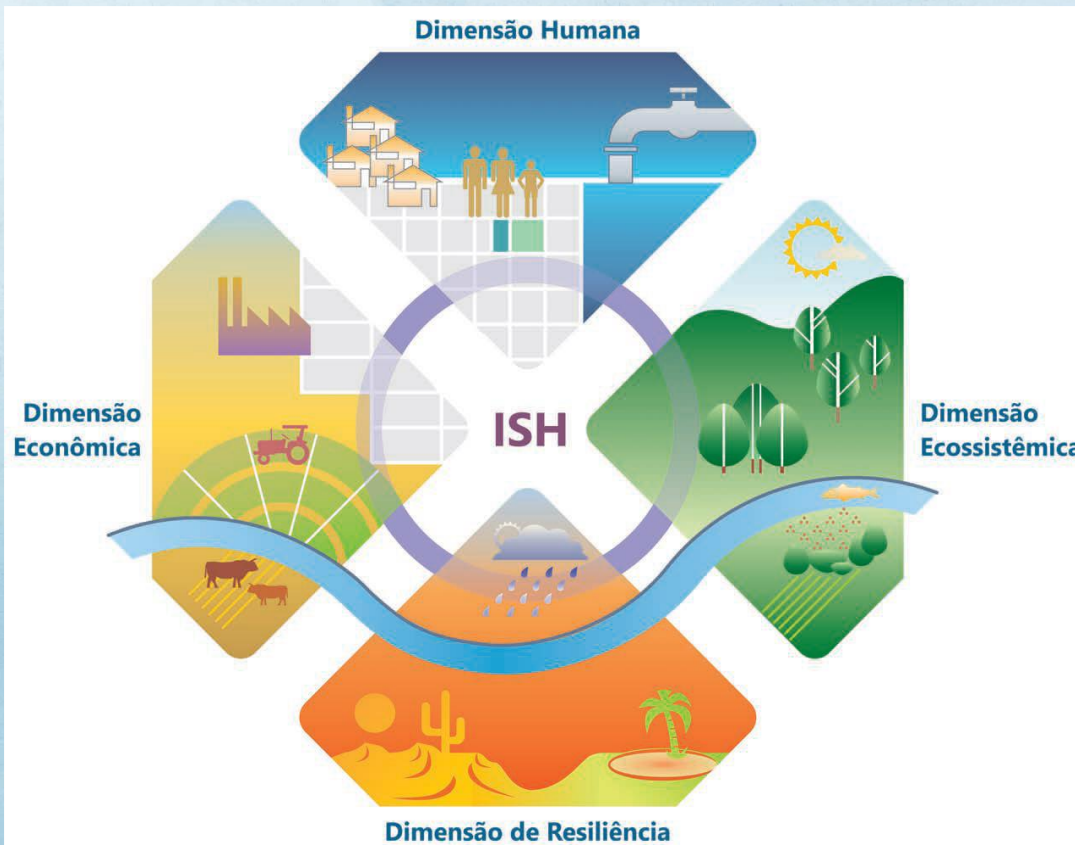 Dimensão Humana
Dimensão
Econômica
ISH
Dimensão
Ecossistêmica
Dimensão de Resiliência